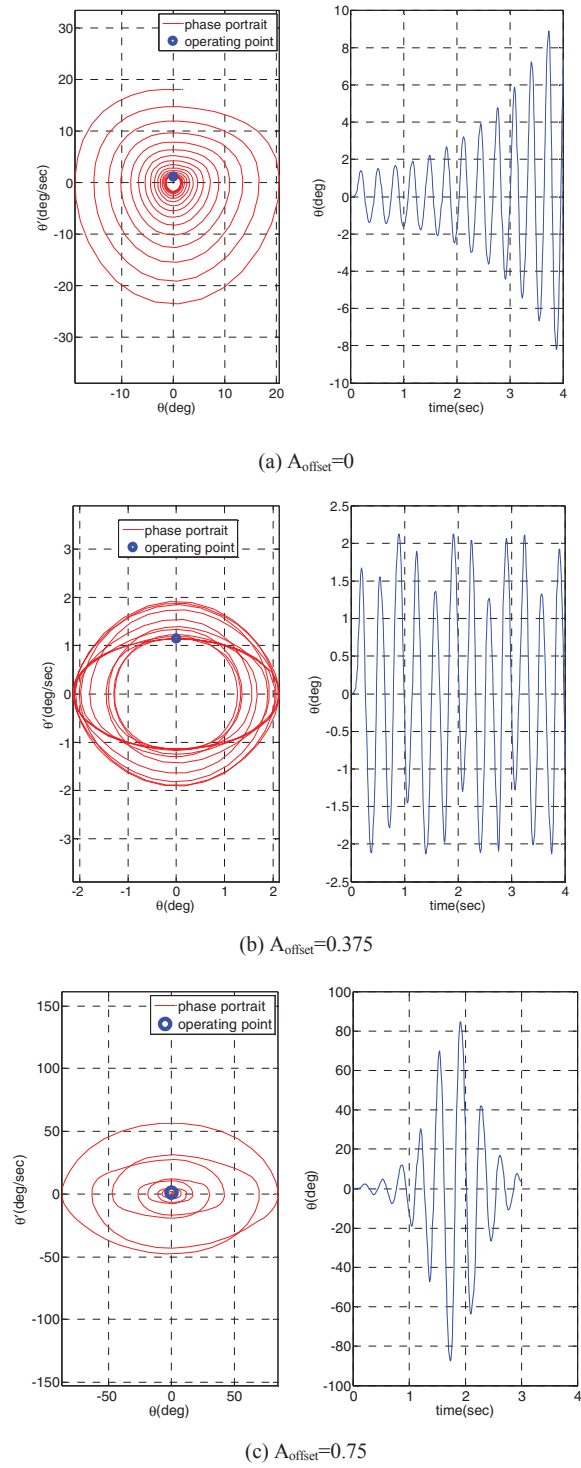 phase portrait
operating point
30
20
10
0
-10
-20
-30
θ'(deg/sec)
-10 0 10 20
θ(deg)
10
8
6
4
2
0
-2
-4
-6
-8
-10
θ(deg)
0 1 2 3 4
time(sec)
(a) Aoffset=0
phase portrait
operating point
3
2
1
0
-1
-2
-3
θ'(deg/sec)
-2 -1 0 1 2
θ(deg)
2.5
2
1.5
1
0.5
0
-0.5
-1
-1.5
-2
-2.5
θ(deg)
0 1 2 3 4
time(sec)
(b) Aoffset=0.375
phase portrait
operating point
150
100
50
0
-50
-100
-150
θ'(deg/sec)
-50 0 50
θ(deg)
100
80
60
40
20
0
-20
-40
-60
-80
-100
θ(deg)
0 1 2 3 4
time(sec)
(c) Aoffset=0.75